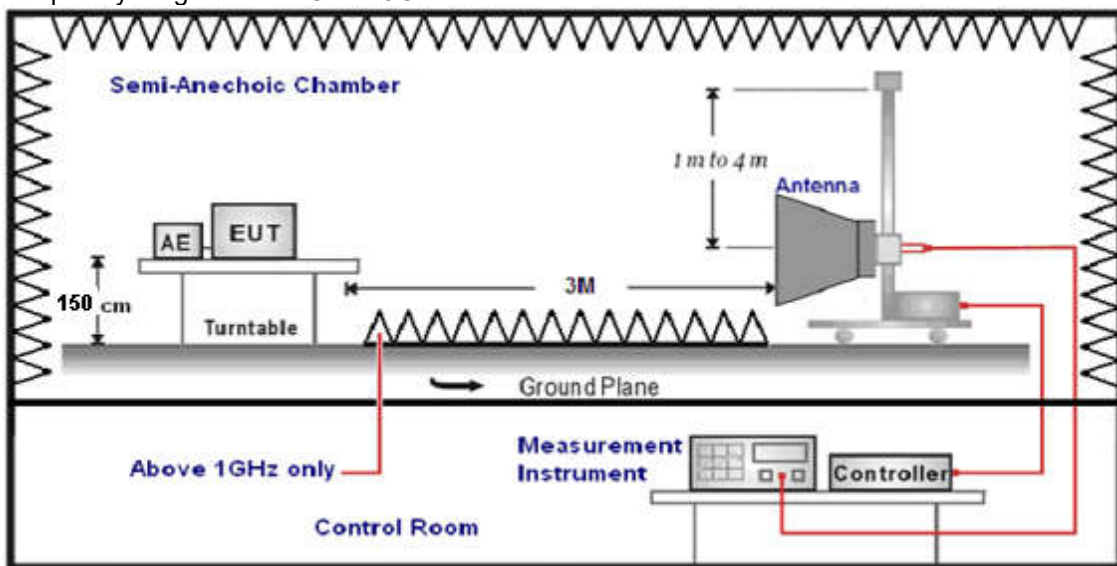 Semi-Anechoic Chamber
1 m to 4 m
Antenna
AE
EUT
150 cm
3M
Turntable
Ground Plane
Above 1GHz only
Measurement
Instrument
Controller
Control Room